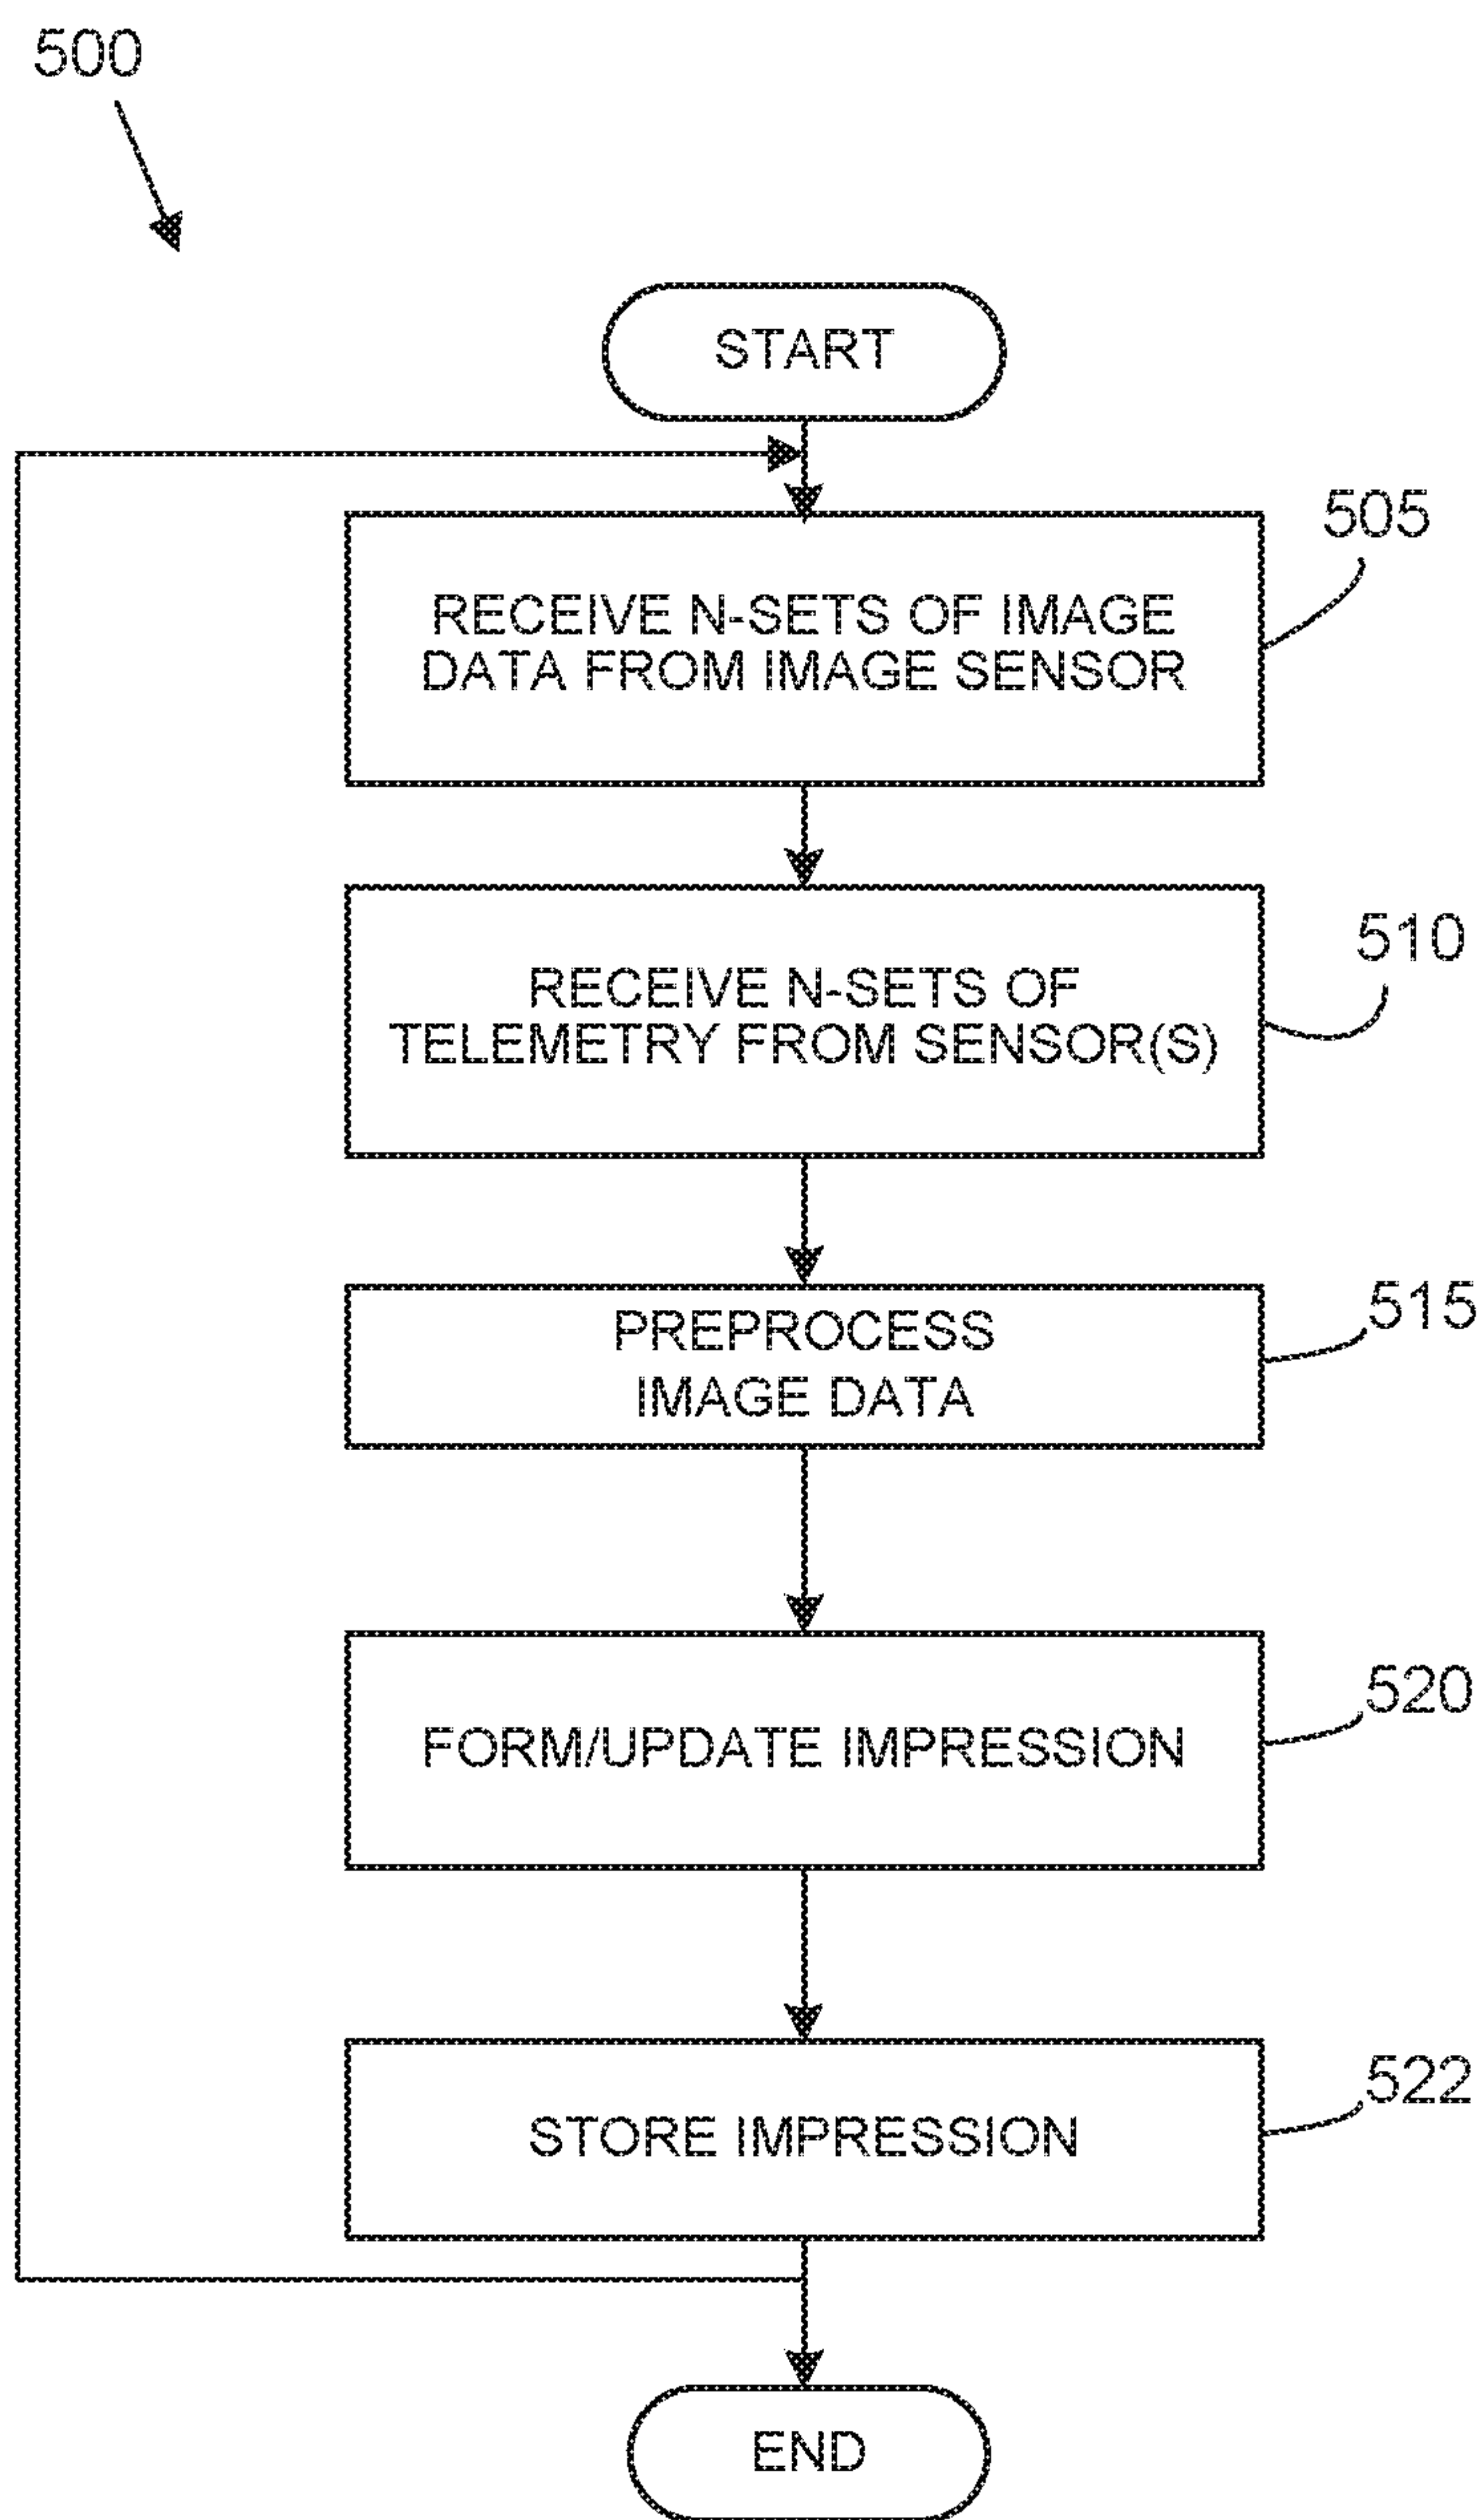 500
START
RECEIVE N-SETS OF IMAGE
DATA FROM IMAGE SENSOR
505
RECEIVE N-SETS OF
TELEMETRY FROM SENSOR(S)
510
PREPROCESS
IMAGE DATA
515
FORM/UPDATE IMPRESSION
520
STORE IMPRESSION
522
END